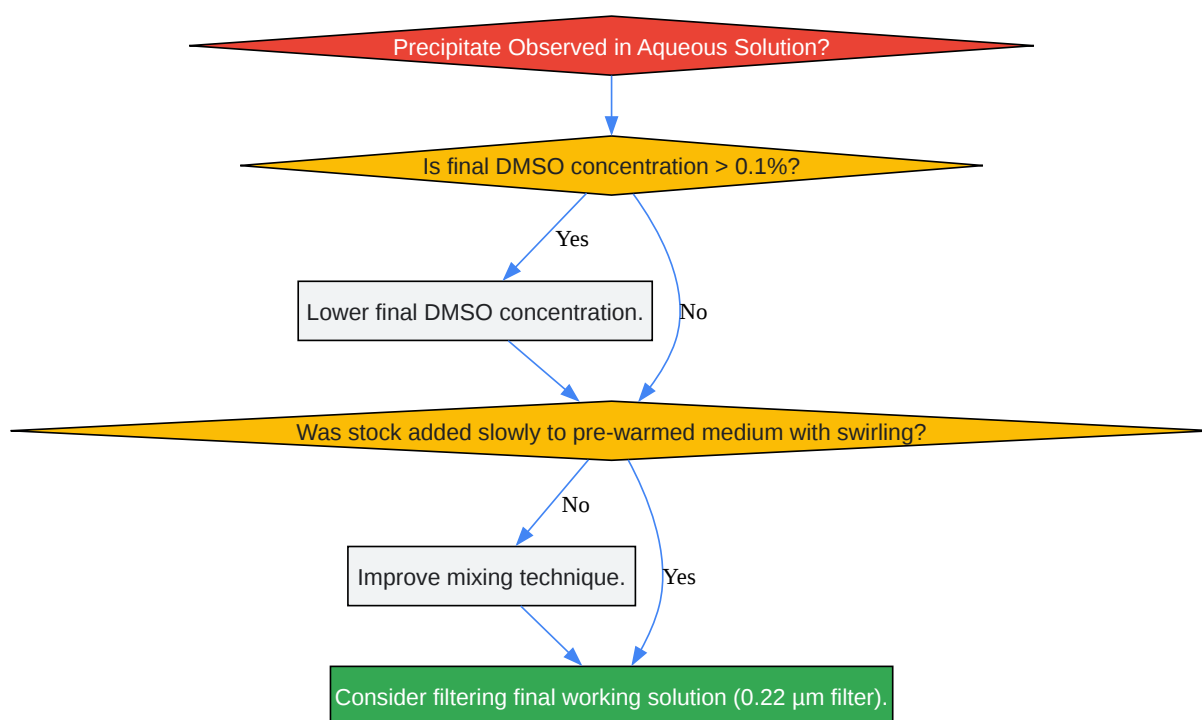 Precipitate Observed in Aqueous Solution?
Is final DMSO concentration > 0.1%?
Yes
Lower final DMSO concentration.
No
Was stock added slowly to pre-warmed medium with swirling?
No
Improve mixing technique.
Yes
Consider filtering final working solution (0.22 µm filter).